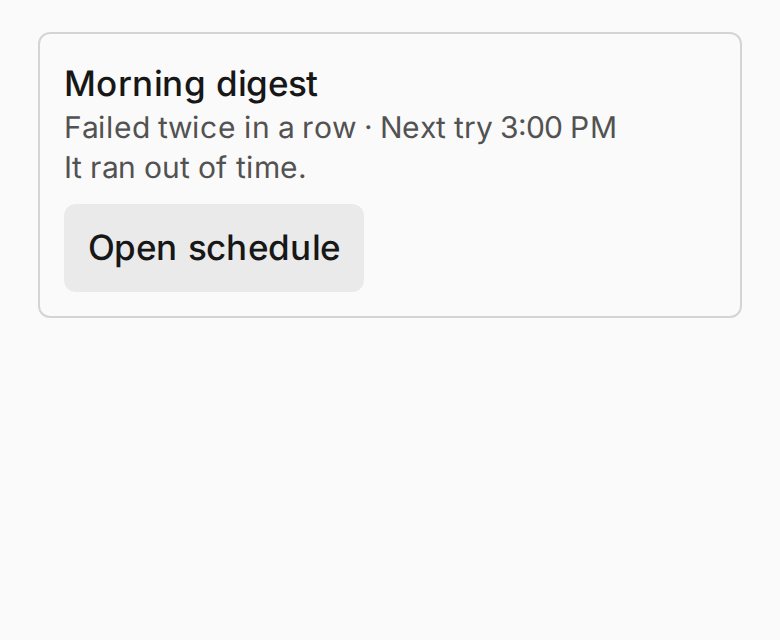 Morning digest
Failed twice in a row · Next try 3:00 PM
It ran out of time.
Open schedule